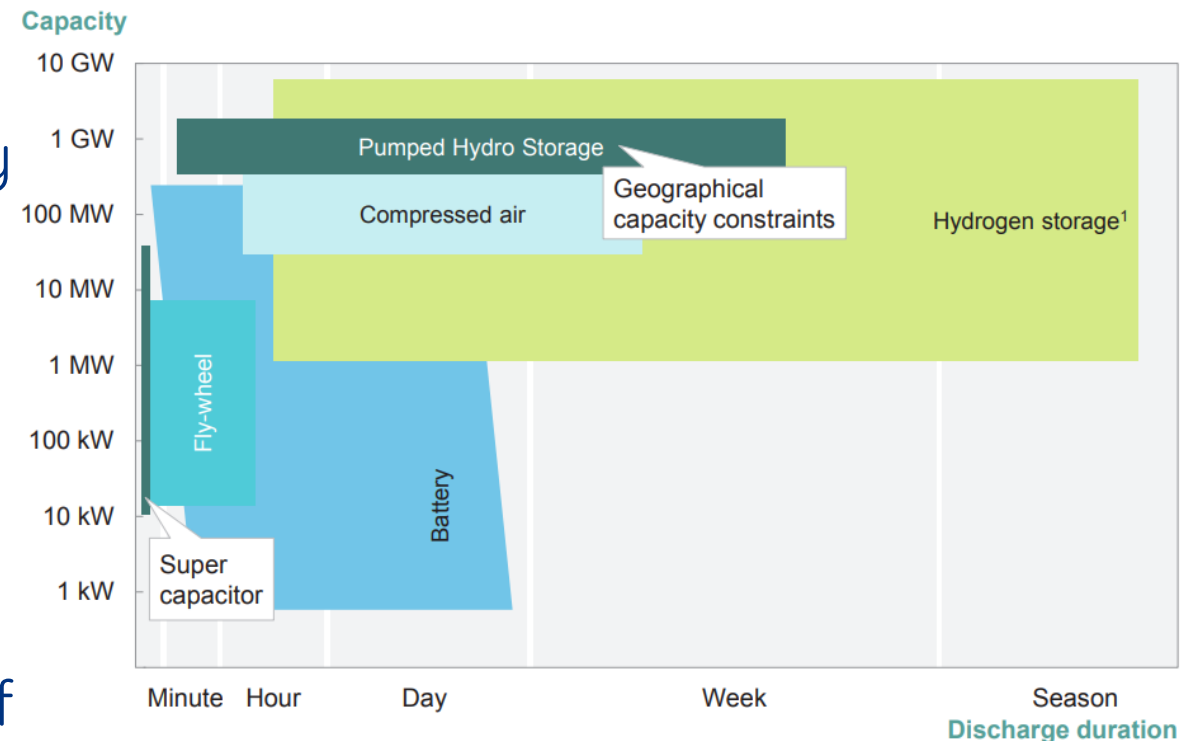 Capacity
10 GW
1 GW
100 MW
10 MW
1 MW
100 kW
10 kW
1 kW
y
f
Pumped Hydro Storage
Geographical
capacity constraints
Compressed air
Hydrogen storage¹
Fly-wheel
Battery
Super
capacitor
Minute Hour Day Week Season
Discharge duration